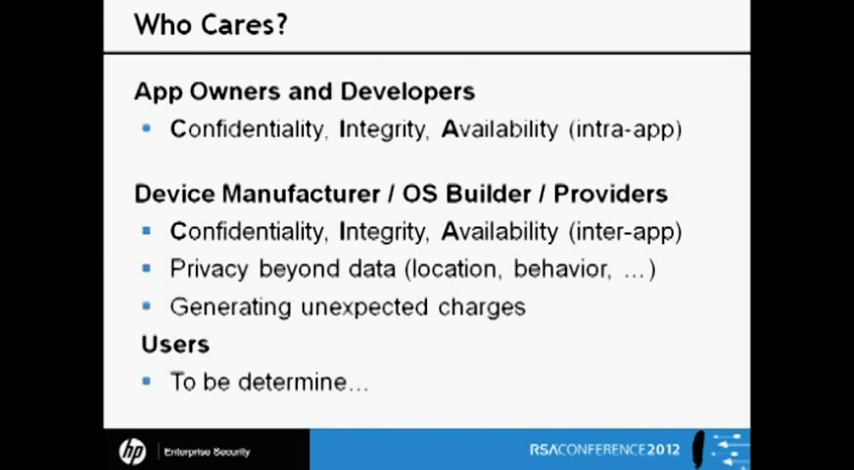 Who Cares?
App Owners and Developers
Confidentiality, Integrity, Availability (intra-app)
Device Manufacturer / OS Builder / Providers
Confidentiality, Integrity, Availability (inter-app)
Privacy beyond data (location, behavior, ...)
Generating unexpected charges
Users
To be determine...
hp Enterprise Security
RSACONFERENCE2012